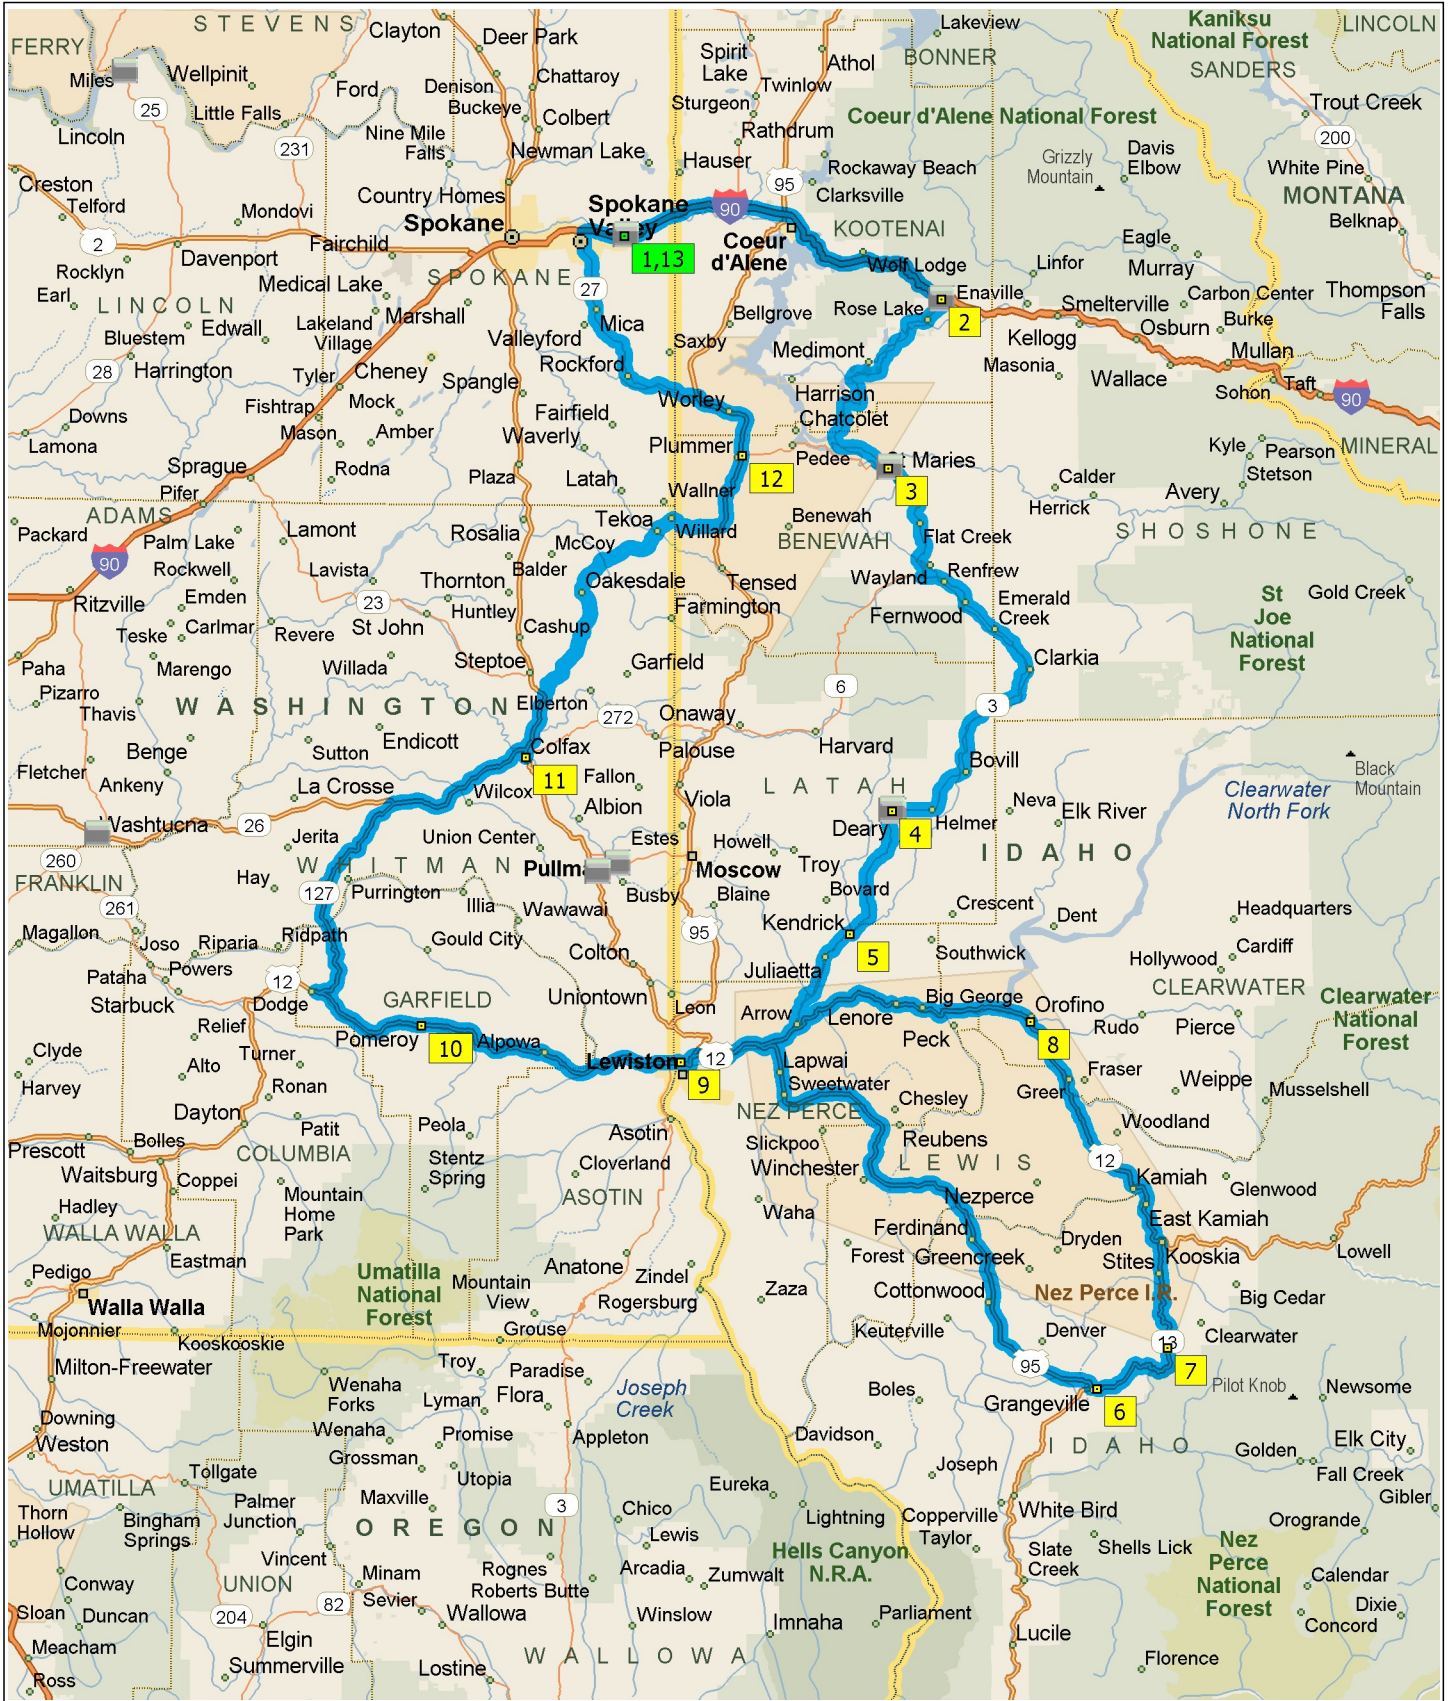 STEVENS
Clayton
Deer Park
Lakeview
Kaniksu
National Forest
LINCOLN
FERRY
Spirit
Lake
Athol
BONNER
SANDERS
Miles
Wellpinit
Ford
Denison
Chattaroy
Twinlow
25
Little Falls
Buckeye
Colbert
Sturgeon
Trout Creek
Lincoln
231
Nine Mile
Falls
Newman Lake
Rathdrum
Coeur d'Alene National Forest
200
Hauser
Rockaway Beach
Grizzly
Mountain
Davis
Elbow
White Pine
Creston
Telford
Country Homes
95
Clarksville
MONTANA
Mondovi
Spokane
Spokane
Valley
90
KOOTENAI
Belknap
2
Fairchild
1,13
Coeur
d'Alene
Eagle
Davenport
Rocklyn
Medical Lake
SPOKANE
Wolf Lodge
Linfor
Murray
Earl
LINCOLN
27
Rose Lake
Enaville
Smelterville
Carbon Center
Thompson
Falls
Bluestem
Edwall
Lakeland
Village
Marshall
Mica
Bellgrove
2
Kellogg
Osburn
Burke
Valleyford
Saxby
Medimont
Mullan
28
Harrington
Tyler
Cheney
Rockford
Masonia
Wallace
Spangle
Harrison
Sohon
Taft
90
Downs
Fishtrap
Mock
Fairfield
Worley
Chatcolet
Lamona
Mason
Amber
Waverly
Plummer
Kyle
Pearson
MINERAL
Sprague
Rodna
Plaza
Latah
12
Pedee
St Maries
Calder
Stetson
Pifer
Wallner
3
Herrick
Avery
ADAMS
Packard
Palm Lake
Lamont
Rosalia
Tekoa
Willard
Benewah
BENEWAH
Flat Creek
SHOSHONE
90
Rockwell
Lavista
McCoy
Balder
Wayland
Renfrew
Ritzville
Emden
Thornton
Oakesdale
Tensed
Farmington
Fernwood
Emerald
Creek
St
Joe
National
Forest
Gold Creek
Teske
Carlmar
Revere
23
St John
Huntley
Cashup
Paha
Marengo
Willada
Steptoe
Garfield
Clarkia
Pizarro
Thavis
6
WASHINGTON
Elberton
272
Onaway
3
Benge
Sutton
Endicott
Colfax
Palouse
Harvard
Bovill
Fletcher
Ankeny
La Crosse
11
Fallon
LATAH
Clearwater
North Fork
Black
Mountain
Wilcox
Albion
Viola
Neva
Elk River
Washtucna
26
Jerita
Union Center
Estes
Howell
Deary
4
Helmer
IDAHO
260
WHITMAN
Moscow
Troy
FRANKLIN
Hay
127
Purrington
Busby
Blaine
Bovard
261
Illia
Wawawai
Crescent
Headquarters
Magallon
Joso
Riparia
Ridpath
Gould City
95
Kendrick
Dent
Cardiff
Pataha
Powers
Colton
5
Southwick
Hollywood
Starbuck
12
Dodge
GARFIELD
Uniontown
Juliaetta
CLEARWATER
Leon
Arrow
Lenore
Big George
Orofino
Clearwater
National
Forest
Relief
Pomeroy
10
Alpowa
Peck
Rudo
Pierce
Clyde
Alto
Turner
Lewiston
12
Lapwai
8
Harvey
Ronan
9
Sweetwater
Greer
Fraser
Weippe
Musselshell
Dayton
NEZ PERCE
Chesley
Woodland
Prescott
Bolles
Patit
Peola
Asotin
Slickpoo
Reubens
Waitsburg
COLUMBIA
Stentz
Spring
Cloverland
Winchester
LEWIS
12
Coppei
Mountain
Home
Park
ASOTIN
Nezperce
Kamiah
Glenwood
Hadley
Waha
East Kamiah
WALLA WALLA
Eastman
Ferdinand
Dryden
Kooskia
Lowell
Pedigo
Umatilla
National
Forest
Mountain
View
Anatone
Zindel
Forest
Greencreek
Stites
Walla Walla
Rogersburg
Zaza
Cottonwood
Nez Perce I.R.
Big Cedar
Mojonnier
Kooskooskie
Grouse
Keuterville
Denver
13
Clearwater
Milton-Freewater
Troy
Paradise
95
7
Pilot Knob
Newsome
Wenaha
Forks
Lyman
Flora
Joseph
Creek
Boles
Grangeville
6
Downing
Weston
Wenaha
Promise
Appleton
Davidson
IDAHO
Golden
Elk City
Grossman
Tollgate
Utopia
Eureka
Joseph
Fall Creek
Gibler
UMATILLA
Maxville
3
Chico
Lightning
Copperville
White Bird
Orogrande
Thorn
Hollow
Bingham
Springs
Palmer
Junction
OREGON
Lewis
Taylor
Hells Canyon
N.R.A.
Slate
Creek
Shells Lick
Nez
Perce
National
Forest
Vincent
Rognes
Arcadia
Zumwalt
Conway
UNION
Minam
Roberts Butte
Calendar
Sloan
Duncan
204
82
Sevier
Wallowa
Winslow
Imnaha
Parliament
Dixie
Concord
Meacham
Elgin
Lucile
Ross
Summerville
Lostine
WALLOWA
Florence